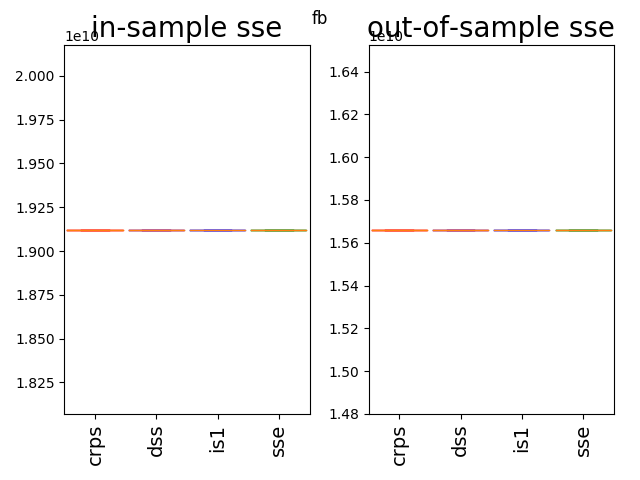 fb
in-sample sse
1e10
2.000
1.975
1.950
1.925
1.900
1.875
1.850
1.825
crps
dss
is1
sse
out-of-sample sse
1e10
1.64
1.62
1.60
1.58
1.56
1.54
1.52
1.50
1.48
crps
dss
is1
sse